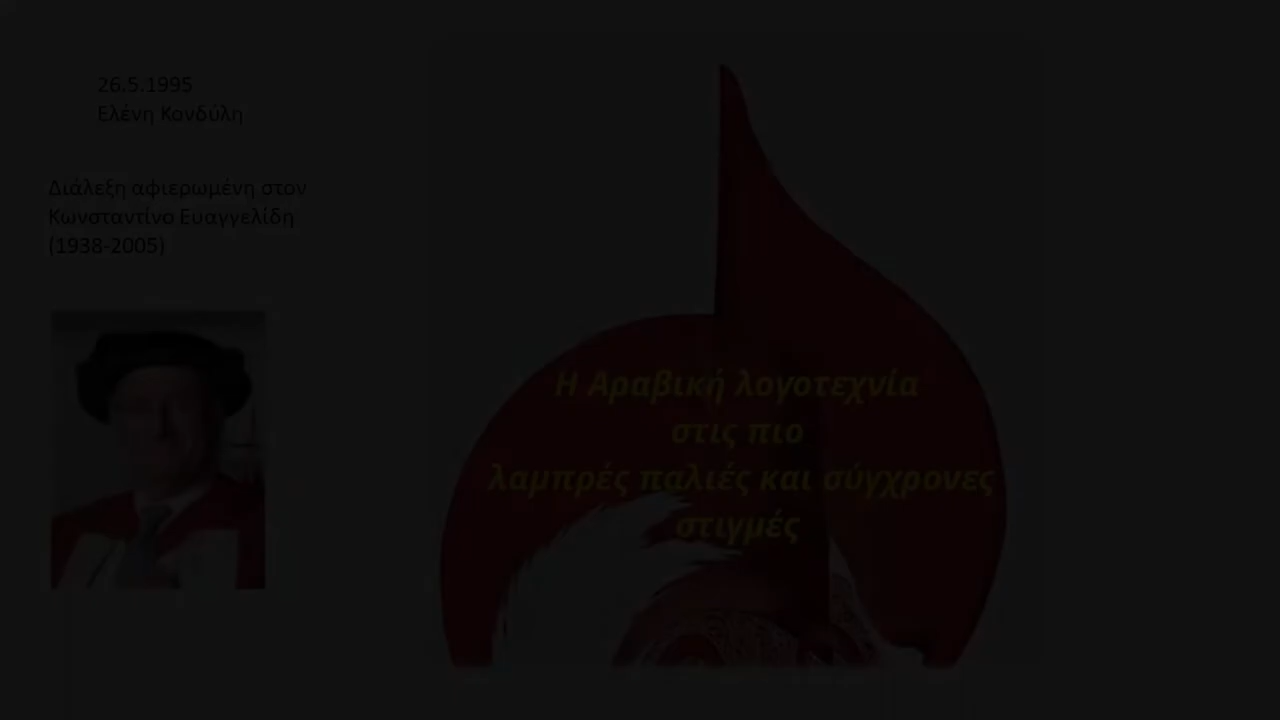 26.5.1995
Ελένη Κονδύλη
Διάλεξη αφιερωμένη στον
Κωνσταντίνο Ευαγγελίδη
(1938-2005)
Η Αραβική λογοτεχνία
στις πιο
λαμπρές παλιές και σύγχρονες
στιγμές